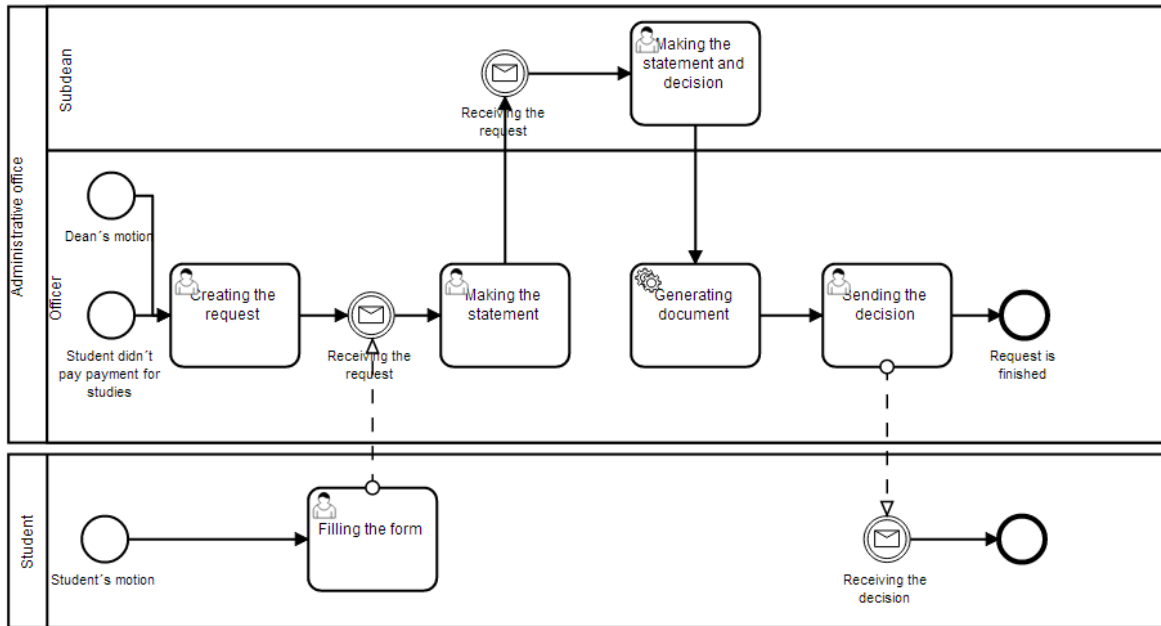 Administrative office
Subdean
Making the
statement and
decision
Receiving the
request
Officer
Dean´s motion
Student didn´t
pay payment for
studies
Creating the
request
Receiving the
request
Making the
statement
Generating
document
Sending the
decision
Request is
finished
Student
Student´s motion
Filling the form
Receiving the
decision